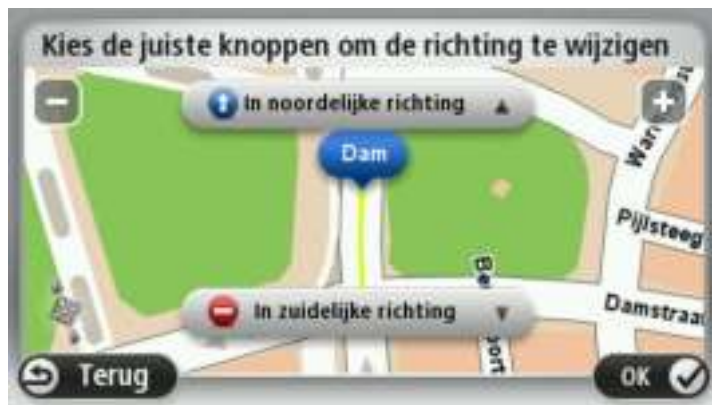 Kies de juiste knoppen om de richting te wijzigen
In noordelijke richting
Dam
Pijlsteeg
In zuidelijke richting
Damstraa
Terug
OK